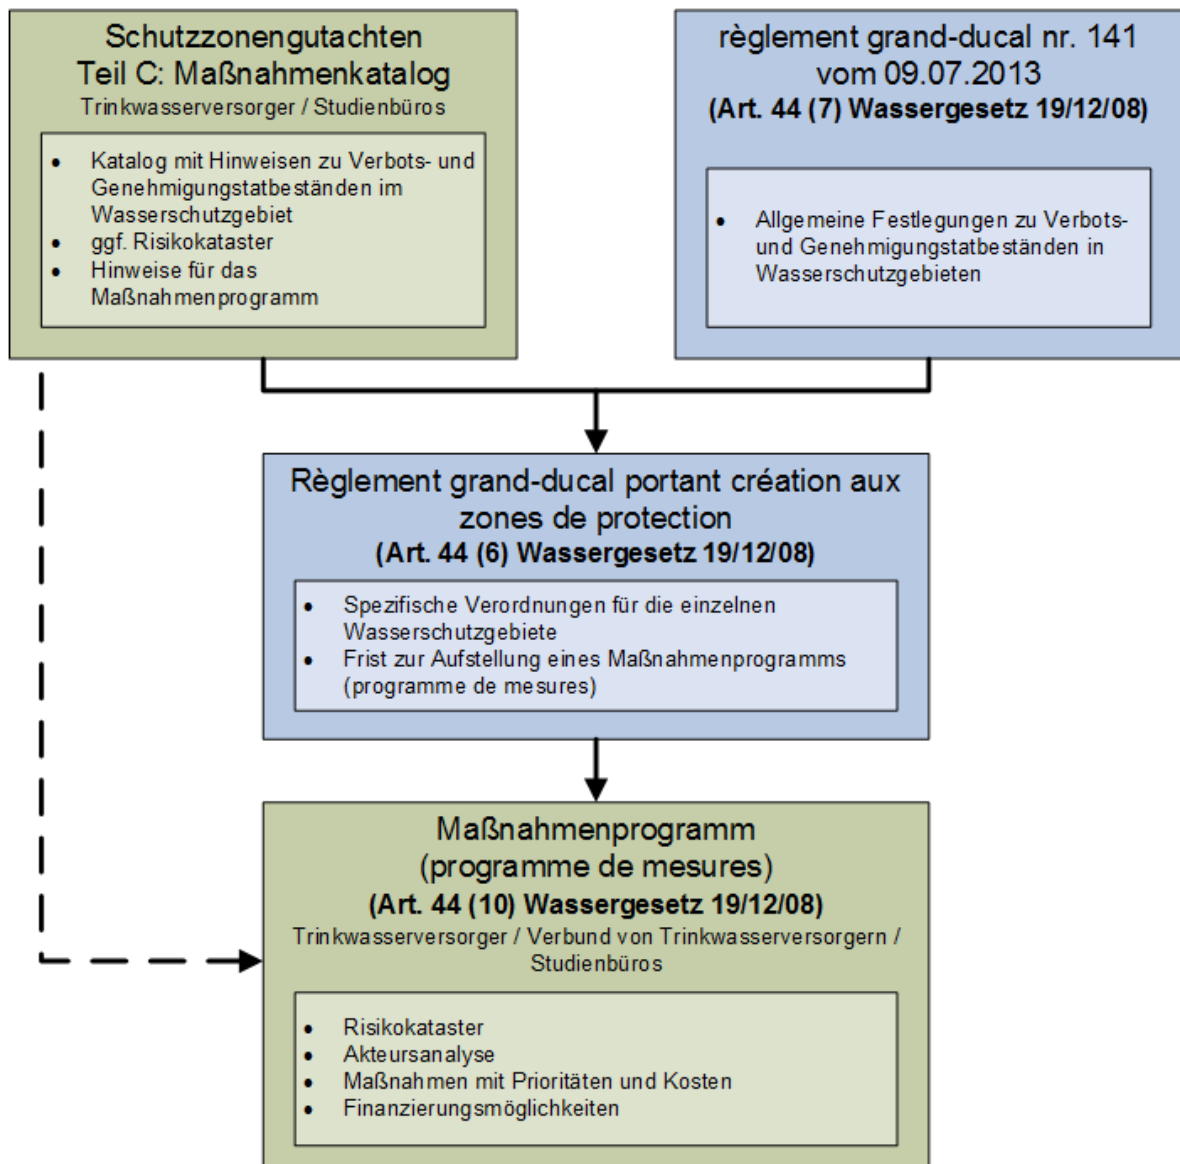 Schutzzonengutachten
Teil C: Maßnahmenkatalog
Trinkwasserversorger / Studienbüros
• Katalog mit Hinweisen zu Verbots- und
Genehmigungstatbeständen im
Wasserschutzgebiet
• ggf. Risikokataster
• Hinweise für das
Maßnahmenprogramm
règlement grand-ducal nr. 141
vom 09.07.2013
(Art. 44 (7) Wassergesetz 19/12/08)
• Allgemeine Festlegungen zu Verbots-
und Genehmigungstatbeständen in
Wasserschutzgebieten
Règlement grand-ducal portant création aux
zones de protection
(Art. 44 (6) Wassergesetz 19/12/08)
• Spezifische Verordnungen für die einzelnen
Wasserschutzgebiete
• Frist zur Aufstellung eines Maßnahmenprogramms
(programme de mesures)
Maßnahmenprogramm
(programme de mesures)
(Art. 44 (10) Wassergesetz 19/12/08)
Trinkwasserversorger / Verbund von Trinkwasserversorgern /
Studienbüros
• Risikokataster
• Akteursanalyse
• Maßnahmen mit Prioritäten und Kosten
• Finanzierungsmöglichkeiten